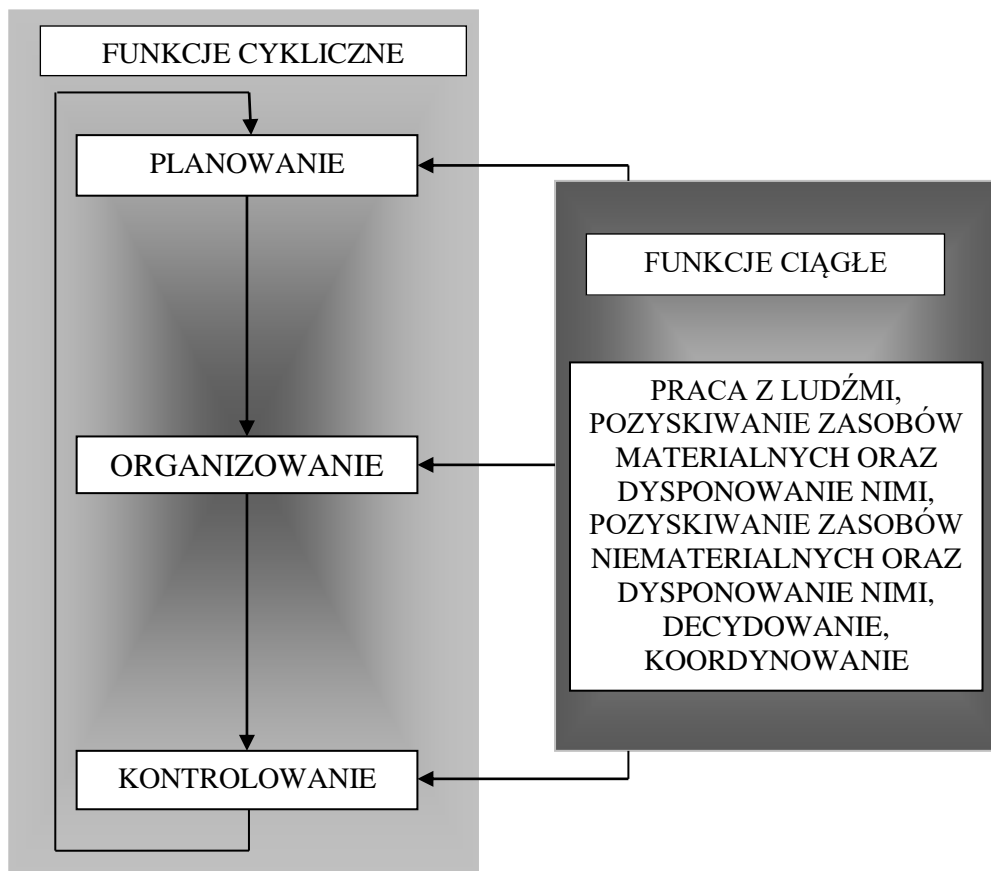 FUNKCJE CYKLICZNE
PLANOWANIE
ORGANIZOWANIE
KONTROLOWANIE
FUNKCJE CIĄGŁE
PRACA Z LUDŹMI,
POZYSKIWANIE ZASOBÓW
MATERIALNYCH ORAZ
DYSPONOWANIE NIMI,
POZYSKIWANIE ZASOBÓW
NIEMATERIALNYCH ORAZ
DYSPONOWANIE NIMI,
DECYDOWANIE,
KOORDYNOWANIE